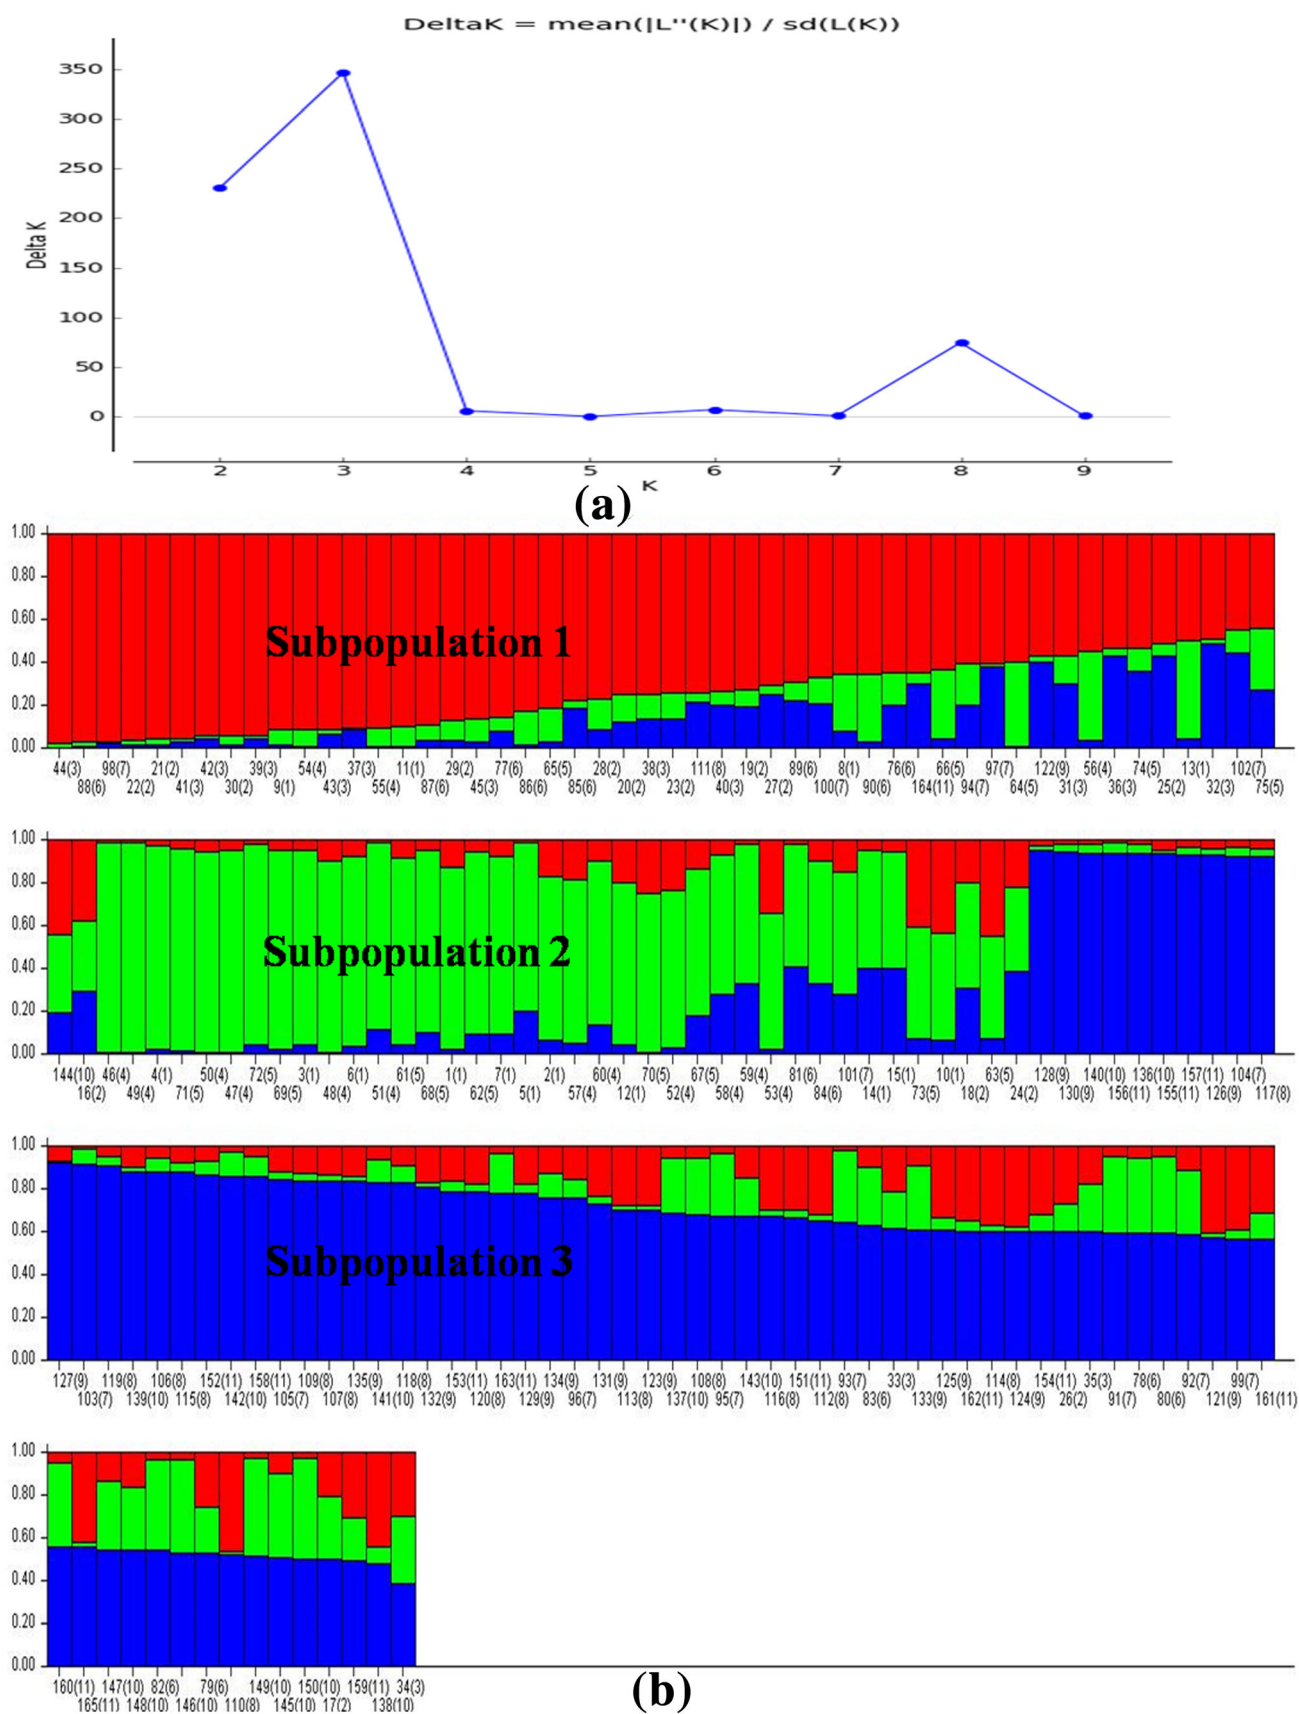 DeltaK = mean(|L''(K)|) / sd(L(K))
350
300
250
200
150
100
50
0
Delta K
2 3 4 5 6 7 8 9
K
(a)
1.00
0.80
0.60
0.40
0.20
0.00
Subpopulation 1
44(3) 98(7) 21(2) 42(3) 39(3) 54(4) 37(3) 11(1) 29(2) 77(6) 65(5) 28(2) 38(3) 111(8) 19(2) 89(6) 8(1) 76(6) 66(5) 97(7) 122(9) 56(4) 74(5) 13(1) 102(7)
88(6) 22(2) 41(3) 30(2) 9(1) 43(3) 55(4) 87(6) 45(3) 86(6) 85(6) 20(2) 23(2) 40(3) 27(2) 100(7) 90(6) 164(11) 94(7) 64(5) 31(3) 36(3) 25(2) 32(3) 75(5)
1.00
0.80
0.60
0.40
0.20
0.00
Subpopulation 2
144(10) 46(4) 4(1) 50(4) 72(5) 3(1) 6(1) 61(5) 1(1) 7(1) 2(1) 60(4) 70(5) 67(5) 59(4) 81(6) 101(7) 15(1) 10(1) 63(5) 128(9) 140(10) 136(10) 157(11) 104(7)
16(2) 49(4) 71(5) 47(4) 69(5) 48(4) 51(4) 68(5) 62(5) 5(1) 57(4) 12(1) 52(4) 58(4) 53(4) 84(6) 14(1) 73(5) 18(2) 24(2) 130(9) 156(11) 155(11) 126(9) 117(8)
1.00
0.80
0.60
0.40
0.20
0.00
Subpopulation 3
127(9) 119(8) 106(8) 152(11) 158(11) 109(8) 135(9) 118(8) 153(11) 163(11) 134(9) 131(9) 123(9) 108(8) 143(10) 151(11) 93(7) 33(3) 125(9) 114(8) 154(11) 35(3) 78(6) 92(7) 99(7)
103(7) 139(10) 115(8) 142(10) 105(7) 107(8) 141(10) 132(9) 120(8) 129(9) 96(7) 113(8) 137(10) 95(7) 116(8) 112(8) 83(6) 133(9) 162(11) 124(9) 26(2) 91(7) 80(6) 121(9) 161(11)
1.00
0.80
0.60
0.40
0.20
0.00
160(11) 147(10) 82(6) 79(6) 149(10) 150(10) 159(11) 34(3)
165(11) 148(10) 146(10) 110(8) 145(10) 17(2) 138(10)
(b)